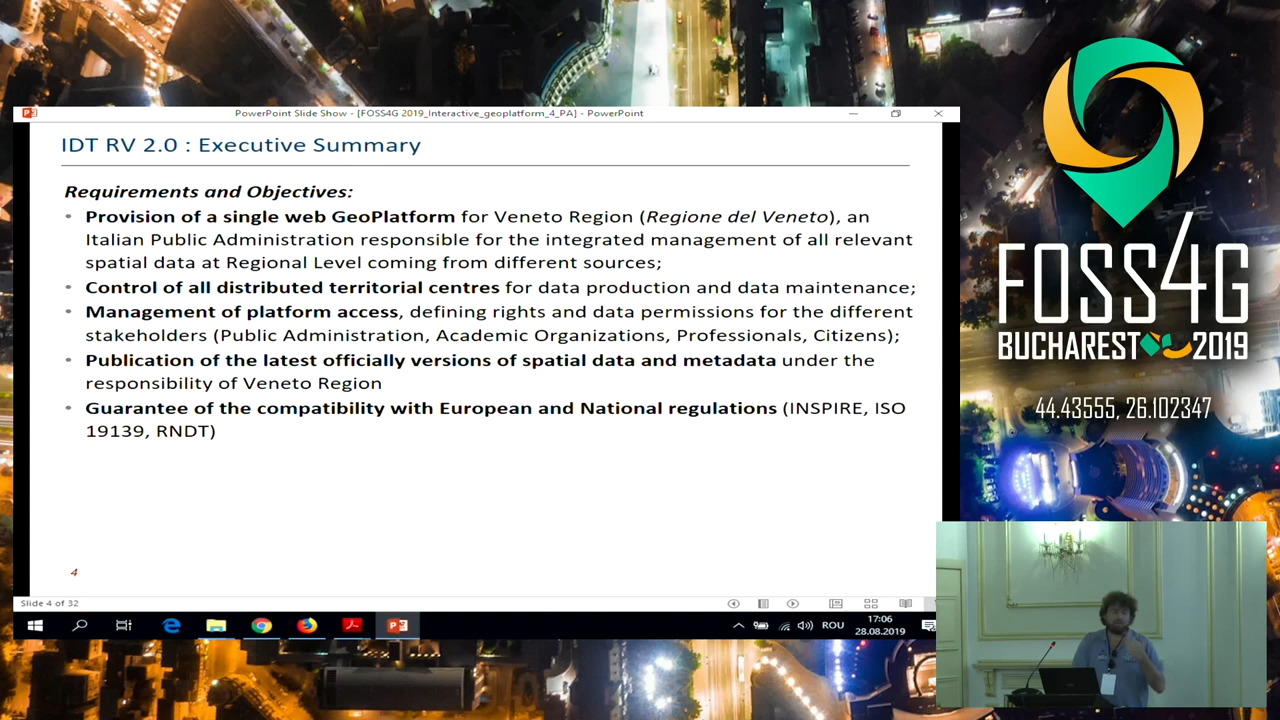 PowerPoint Slide Show - [FOSS4G 2019_Interactive_geoplatform_4_PA] - PowerPoint
IDT RV 2.0 : Executive Summary
Requirements and Objectives:
• Provision of a single web GeoPlatform for Veneto Region (Regione del Veneto), an
Italian Public Administration responsible for the integrated management of all relevant
spatial data at Regional Level coming from different sources;
• Control of all distributed territorial centres for data production and data maintenance;
• Management of platform access, defining rights and data permissions for the different
stakeholders (Public Administration, Academic Organizations, Professionals, Citizens);
• Publication of the latest officially versions of spatial data and metadata under the
responsibility of Veneto Region
• Guarantee of the compatibility with European and National regulations (INSPIRE, ISO
19139, RNDT)
4
Slide 4 of 32
ROU
17:06
28.08.2019
FOSS4G
BUCHAREST 2019
44.43555, 26.102347